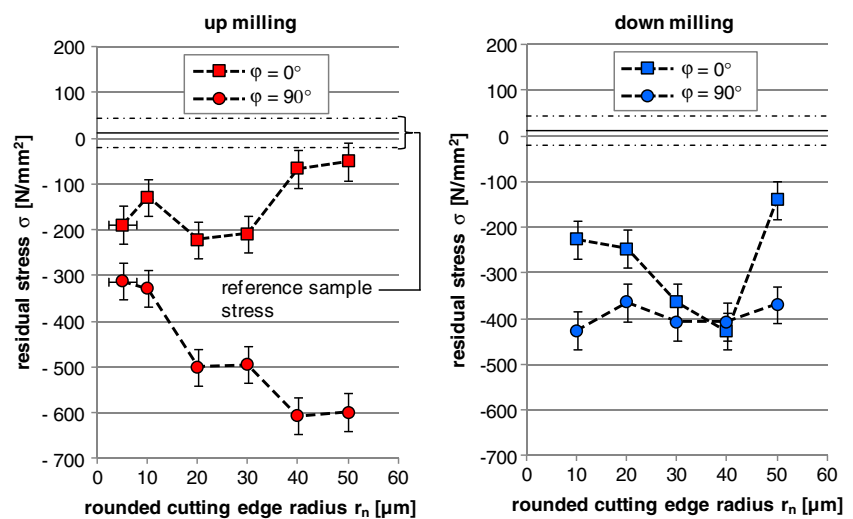 up milling
down milling
residual stress σ [N/mm²]
200
100
0
- 100
- 200
- 300
- 400
- 500
- 600
- 700
φ = 0°
φ = 90°
reference sample
stress
0
10
20
30
40
50
60
rounded cutting edge radius rₙ [µm]
residual stress σ [N/mm²]
200
100
0
-100
-200
-300
-400
-500
-600
-700
φ = 0°
φ = 90°
0
10
20
30
40
50
60
rounded cutting edge radius rₙ [µm]